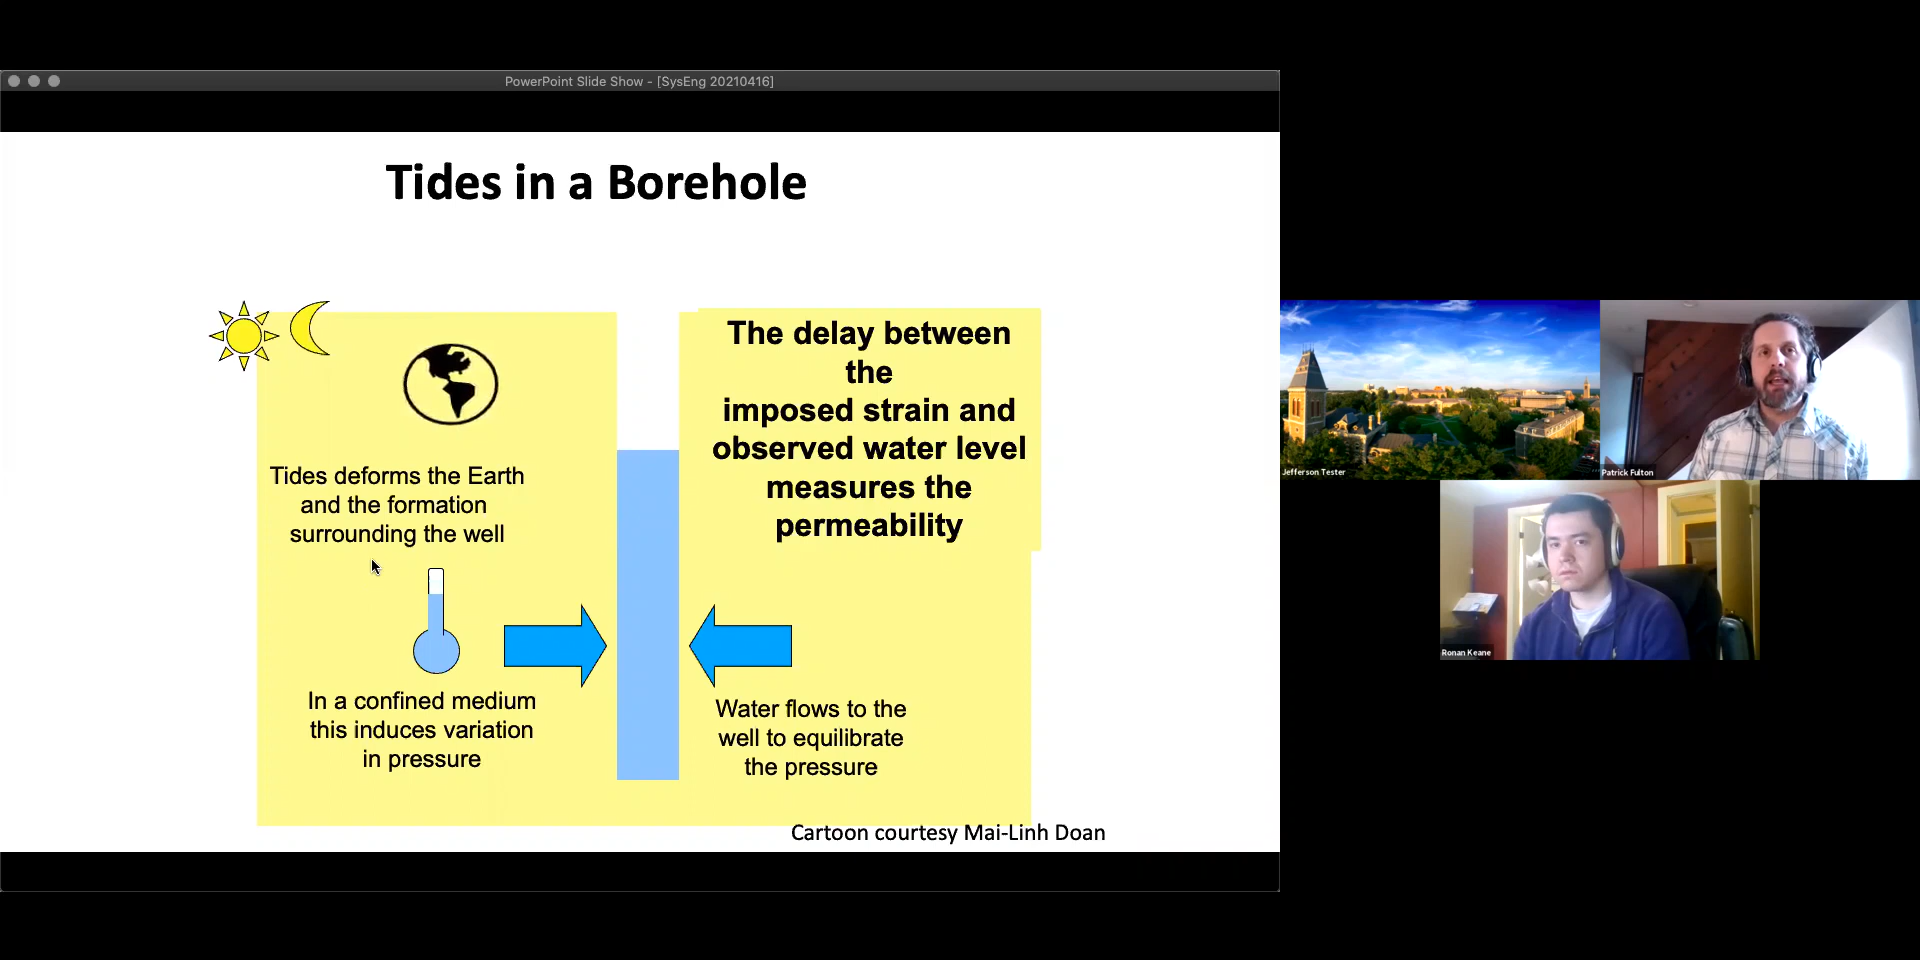 PowerPoint Slide Show - [SysEng 20210416]
Tides in a Borehole
Tides deforms the Earth
and the formation
surrounding the well
In a confined medium
this induces variation
in pressure
The delay between
the
imposed strain and
observed water level
measures the
permeability
Water flows to the
well to equilibrate
the pressure
Cartoon courtesy Mai-Linh Doan
Jefferson Tester
Patrick Fulton
Ronan Keane